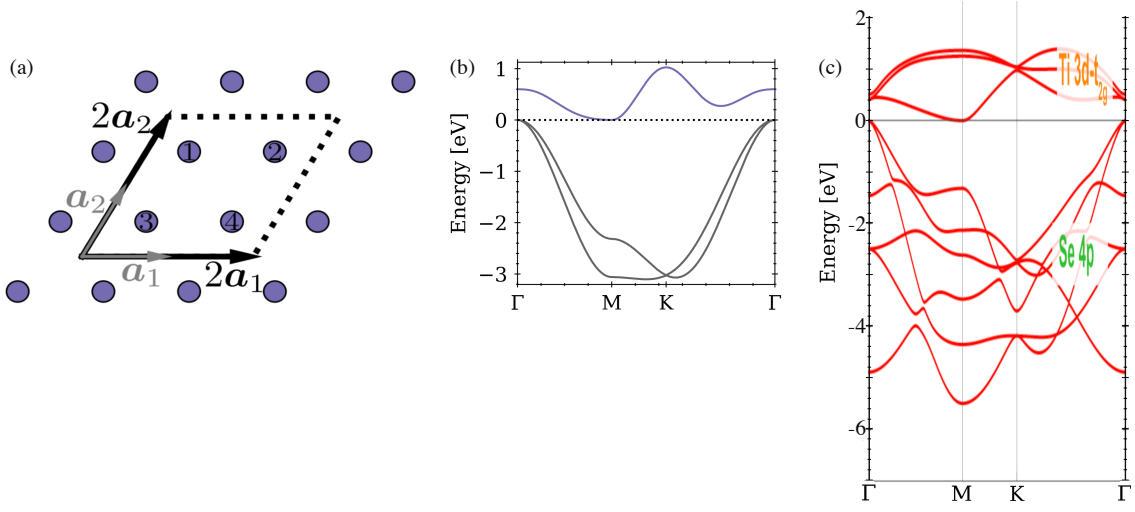 (a)
2a₂
1
2
a₂
3
4
a₁
2a₁
(b)
1
0
−1
−2
−3
Energy [eV]
Γ
M
K
Γ
(c)
2
0
-2
-4
-6
Energy [eV]
Ti 3d-t₂g
Se 4p
Γ
M
K
Γ